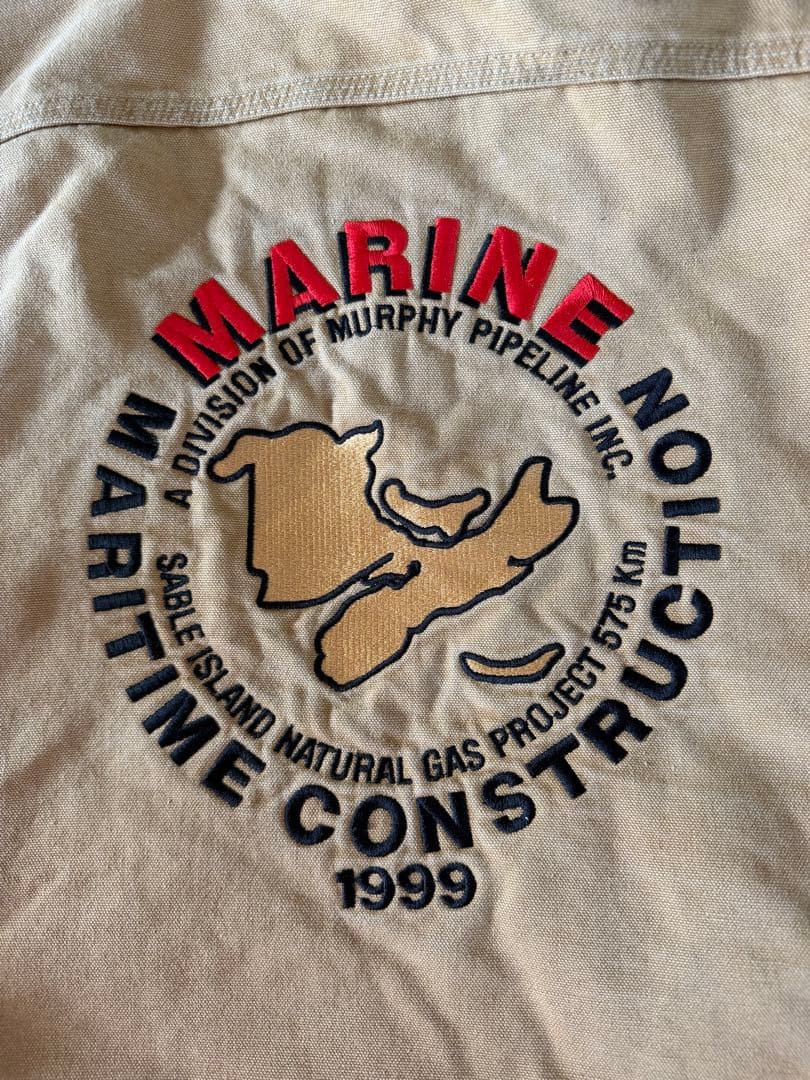 MARINE
A DIVISION OF MURPHY PIPELINE INC.
SABLE ISLAND NATURAL GAS PROJECT 575 Km
MARITIME CONSTRUCTION
1999